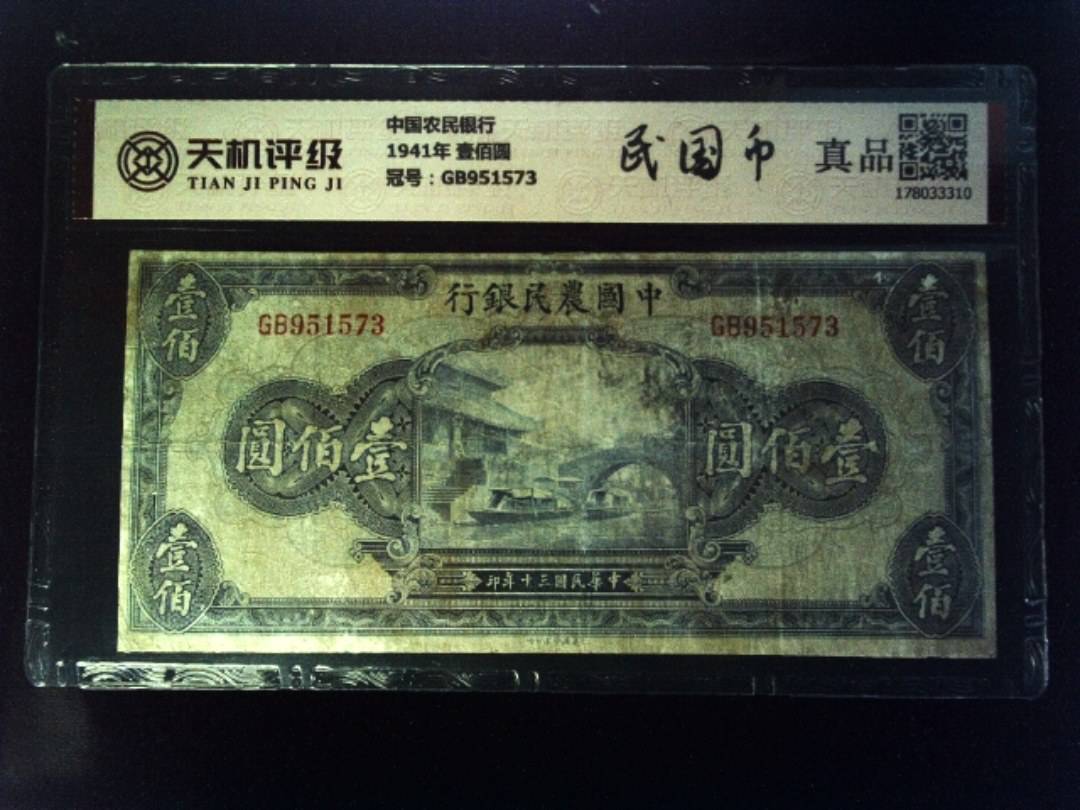 天机评级
TIAN JI PING JI
中国农民银行
1941年 壹佰圆
冠号：GB951573
民国币
真品
178033310
行銀民農國中
壹佰
壹佰
GB951573
GB951573
圓佰壹
圓佰壹
印年十三國民華中
壹佰
壹佰